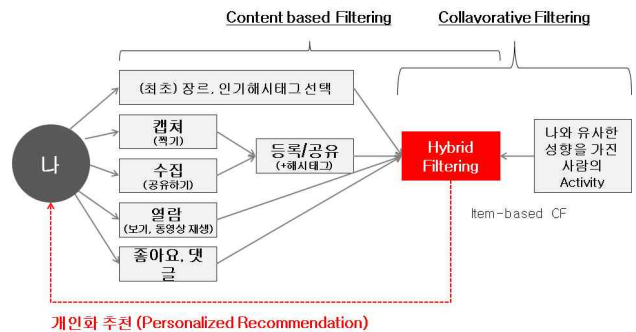 Content based Filtering
Collavorative Filtering
(최초) 장르, 인기해시태그 선택
캡쳐
(찍기)
나
수집
(공유하기)
등록/공유
(+해시태그)
Hybrid
Filtering
나와 유사한
성향을 가진
사람의
Activity
열람
(보기, 동영상 재생)
Item-based CF
좋아요, 댓
글
개인화 추천 (Personalized Recommendation)